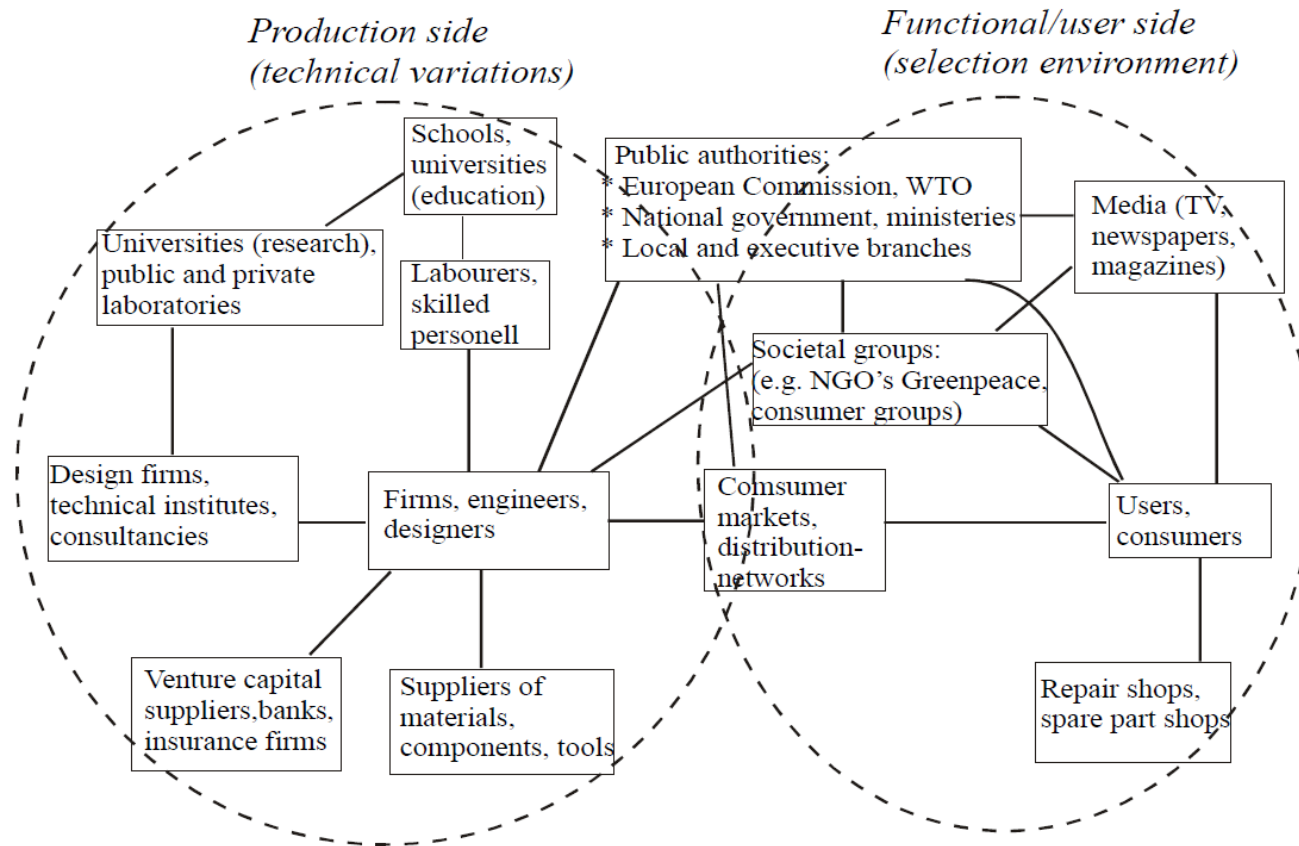 Production side
(technical variations)
Functional/user side
(selection environment)
Schools,
universities
(education)
Public authorities:
* European Commission, WTO
* National government, ministeries
* Local and executive branches
Media (TV,
newspapers,
magazines)
Universities (research),
public and private
laboratories
Labourers,
skilled
personell
Societal groups:
(e.g. NGO's Greenpeace,
consumer groups)
Design firms,
technical institutes,
consultancies
Firms, engineers,
designers
Comsumer
markets,
distribution-
networks
Users,
consumers
Venture capital
suppliers,banks,
insurance firms
Suppliers of
materials,
components, tools
Repair shops,
spare part shops